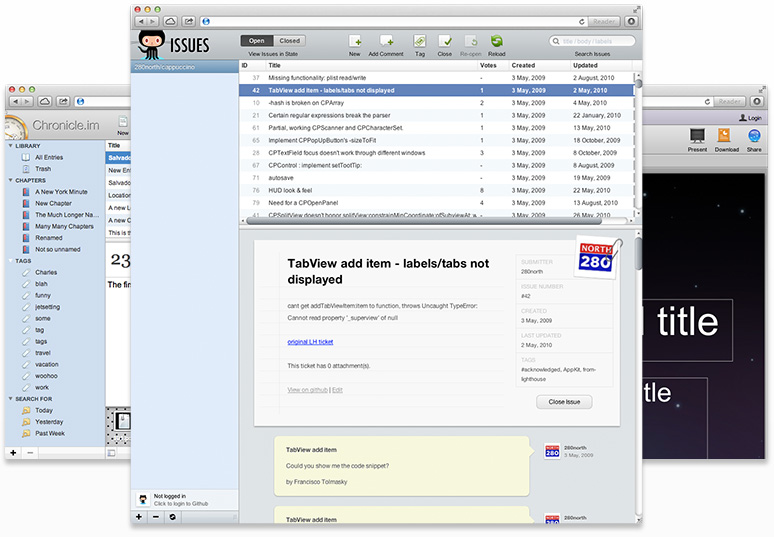 Reader
ISSUES
Open Closed
View Issues in State
New Add Comment Tag Close Re-open Reload
title / body / labels
Search Issues
280north/cappuccino
ID Title Votes Created Updated
37 Missing functionality: plist read/write - 3 May, 2009 2 August, 2010
42 TabView add item - labels/tabs not displayed 1 3 May, 2009 2 May, 2010
10 -hash is broken on CPArray 2 3 May, 2009 4 May, 2010
21 Certain regular expressions break the parser 1 3 May, 2009 22 January, 2010
61 Partial, working CPScanner and CPCharacterSet. 1 3 May, 2009 13 May, 2010
65 Implement CPPopUpButton's -sizeToFit 1 3 May, 2009 18 October, 2009
28 CPTextField focus doesn't work through different windows 3 3 May, 2009 8 October, 2009
67 CPControl : implement setTootTip: - 3 May, 2009 8 August, 2009
71 autosave - 3 May, 2009 19 May, 2009
76 HUD look & feel 8 3 May, 2009 22 May, 2010
79 Need for a CPOpenPanel 4 3 May, 2009 13 August, 2010
41 CPSplitView doesn't honor splitView:constrainMinCoordinate:ofSubviewAt: w - 3 May, 2009 26 May, 2010
TabView add item - labels/tabs not
displayed
cant get addTabViewItem:item to function, throws Uncaught TypeError:
Cannot read property '_superview' of null
original LH ticket
This ticket has 0 attachment(s).
View on github | Edit
NORTH
280
SUBMITTER
280north
ISSUE NUMBER
#42
CREATED
3 May, 2009
LAST UPDATED
2 May, 2010
TAGS
#acknowledged, AppKit, from-
lighthouse
Close Issue
TabView add item
Could you show me the code snippet?
by Francisco Tolmasky
NORTH
280
280north
3 May, 2009
TabView add item
280north
Not logged in
Click to login to Github
Chronicle.im
New
LIBRARY
All Entries
Trash
CHAPTERS
A New York Minute
New Chapter
The Much Longer Na...
Many Many Chapters
Renamed
Not so unnamed
TAGS
Charles
blah
funny
jetsetting
some
tag
tags
travel
vacation
woohoo
work
SEARCH FOR
Today
Yesterday
Past Week
Title
Salvado
Salvado
Location
A new L
A new C
This is th
23
The fin
Reader
Login
Present Download Share
title
tle